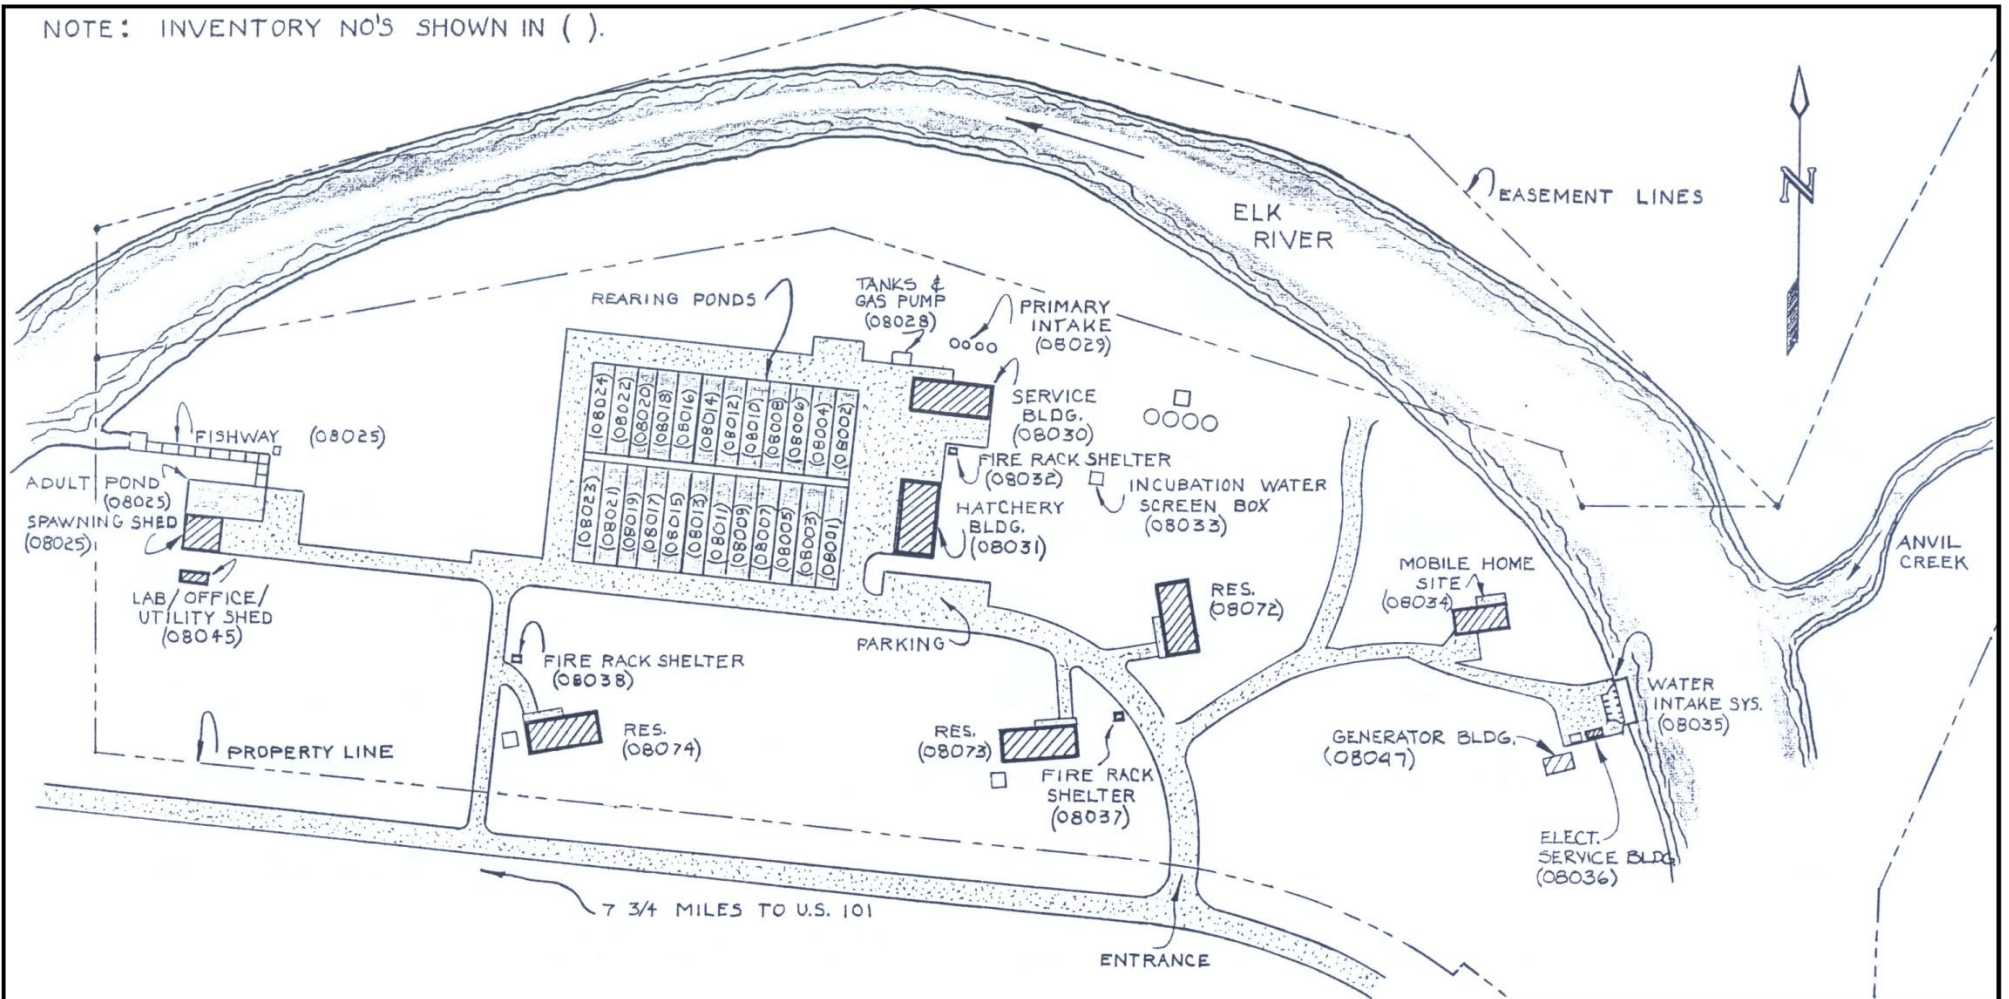 NOTE: INVENTORY NO'S SHOWN IN ( ).
N
EASEMENT LINES
ELK
RIVER
REARING PONDS
TANKS &
GAS PUMP
(08028)
PRIMARY
INTAKE
(08029)
(08024)
(08022)
(08020)
(08018)
(08016)
(08014)
(08012)
(08010)
(08008)
(08006)
(08004)
(08002)
SERVICE
BLDG.
(08030)
FISHWAY
(08025)
FIRE RACK SHELTER
(08032)
ADULT POND
(08025)
SPAWNING SHED
(08025)
INCUBATION WATER
SCREEN BOX
(08033)
(08023)
(08021)
(08019)
(08017)
(08015)
(08013)
(08011)
(08009)
(08007)
(08005)
(08003)
(08001)
HATCHERY
BLDG.
(08031)
ANVIL
CREEK
MOBILE HOME
SITE
(08034)
LAB/OFFICE/
UTILITY SHED
(08045)
RES.
(08072)
PARKING
FIRE RACK SHELTER
(08038)
WATER
INTAKE SYS.
(08035)
RES.
(08074)
RES.
(08073)
GENERATOR BLDG.
(08047)
PROPERTY LINE
FIRE RACK
SHELTER
(08037)
ELECT.
SERVICE BLDG
(08036)
7 3/4 MILES TO U.S. 101
ENTRANCE